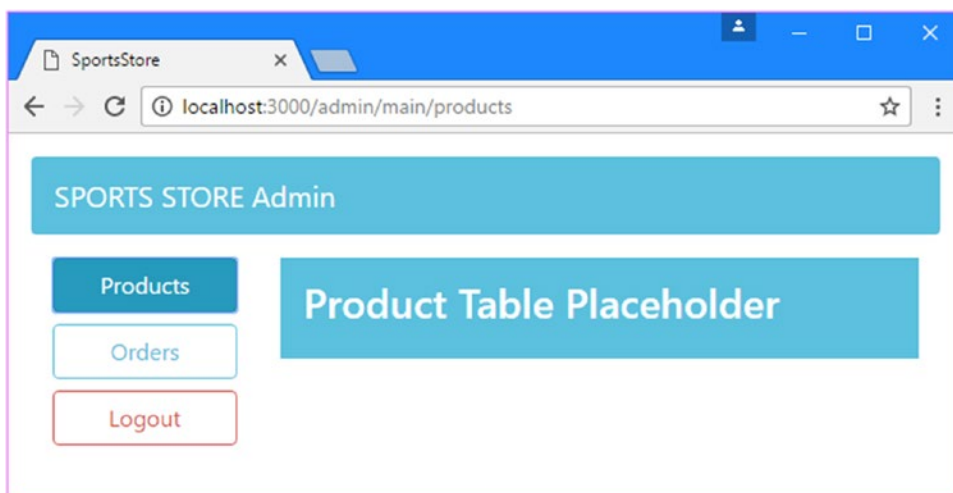 SportsStore
localhost:3000/admin/main/products
SPORTS STORE Admin
Products
Product Table Placeholder
Orders
Logout